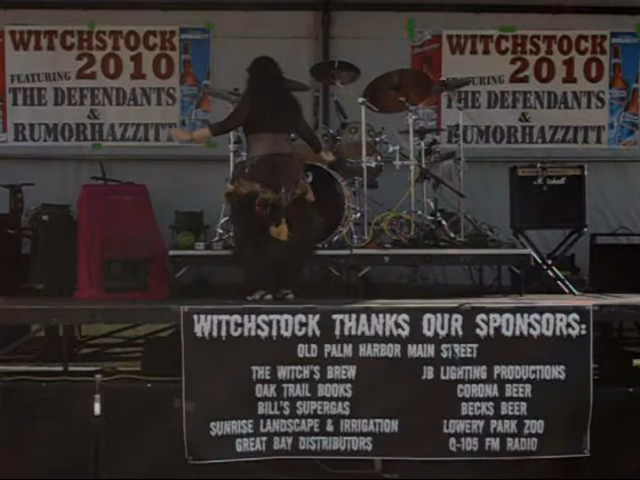 WITCHSTOCK
2010
FEATURING
THE DEFENDANTS
&
RUMORHAZZITT
WITCHSTOCK
2010
THE DEFENDANTS
&
RUMORHAZZITT
Marshall
WITCHSTOCK THANKS OUR SPONSORS:
OLD PALM HARBOR MAIN STREET
THE WITCH'S BREW
OAK TRAIL BOOKS
BILL'S SUPERGAS
SUNRISE LANDSCAPE & IRRIGATION
GREAT BAY DISTRIBUTORS
JB LIGHTING PRODUCTIONS
CORONA BEER
BECKS BEER
LOWERY PARK ZOO
Q-105 FM RADIO